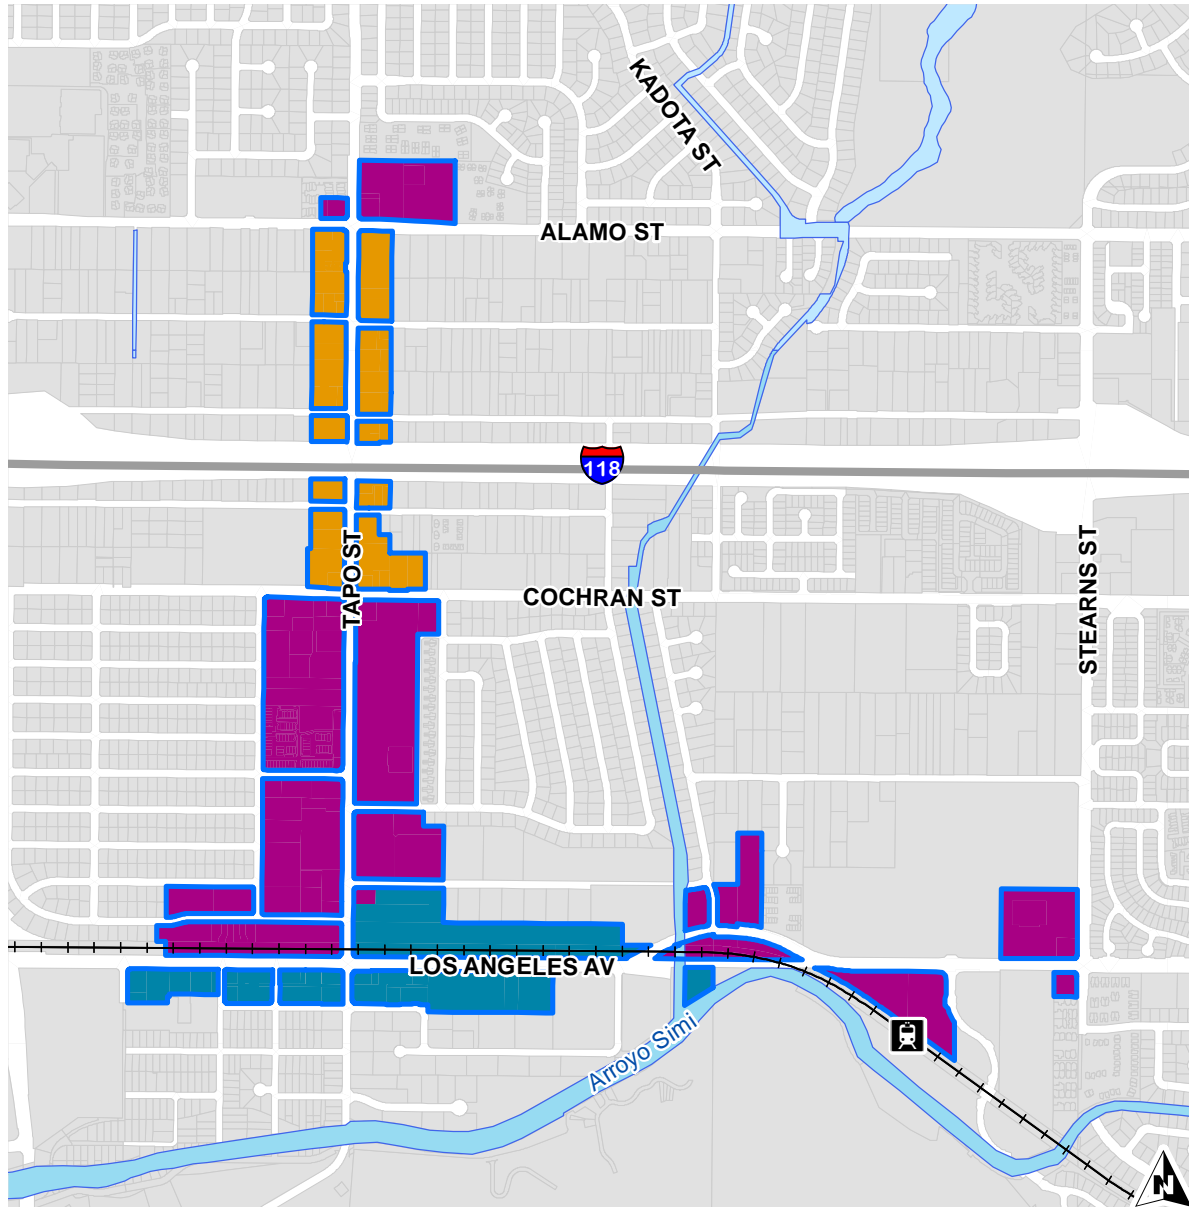 KADOTA ST
ALAMO ST
118
TAPO ST
COCHRAN ST
STEARNS ST
LOS ANGELES AV
Arroyo Simi
N